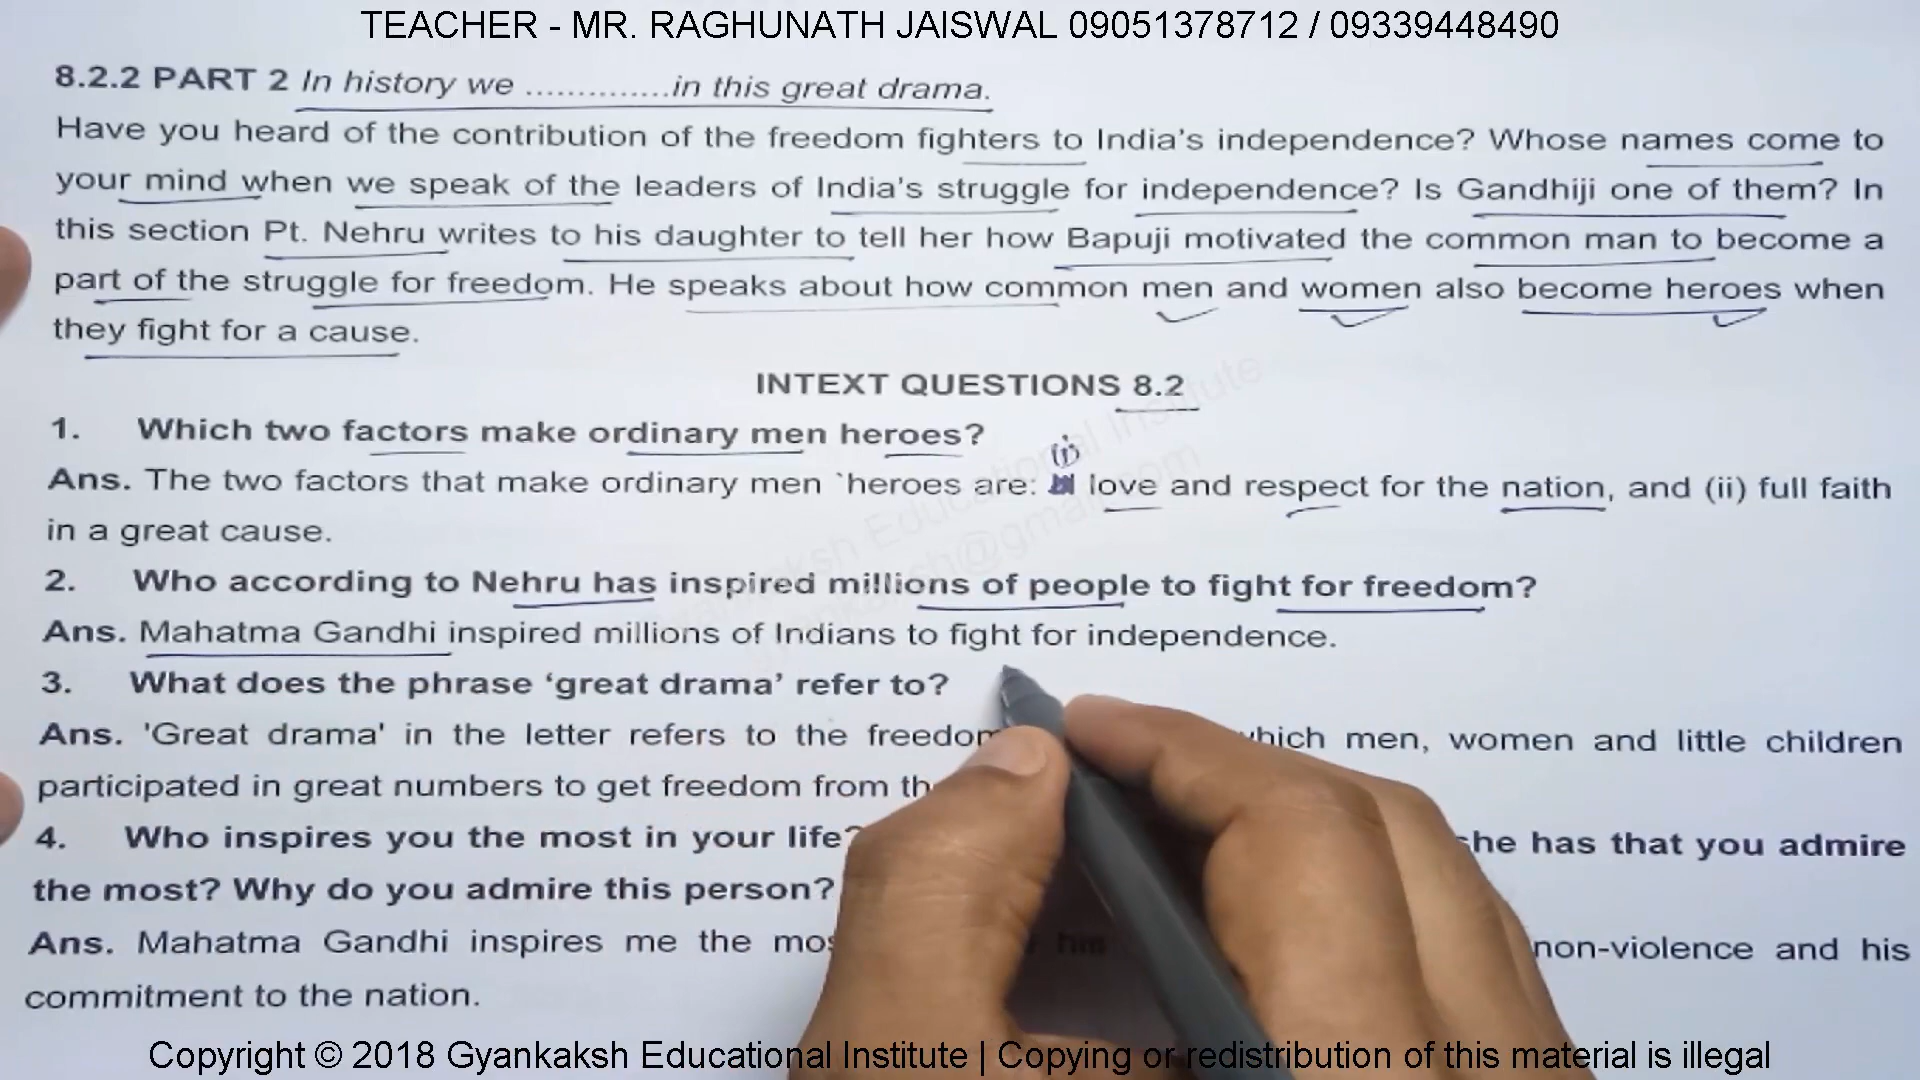 TEACHER - MR. RAGHUNATH JAISWAL 09051378712 / 09339448490
8.2.2 PART 2 In history we ..............in this great drama.
Have you heard of the contribution of the freedom fighters to India's independence? Whose names come to
your mind when we speak of the leaders of India's struggle for independence? Is Gandhiji one of them? In
this section Pt. Nehru writes to his daughter to tell her how Bapuji motivated the common man to become a
part of the struggle for freedom. He speaks about how common men and women also become heroes when
they fight for a cause.
INTEXT QUESTIONS 8.2
1. Which two factors make ordinary men heroes?
(i)
Ans. The two factors that make ordinary men `heroes are: love and respect for the nation, and (ii) full faith
in a great cause.
2. Who according to Nehru has inspired millions of people to fight for freedom?
Ans. Mahatma Gandhi inspired millions of Indians to fight for independence.
3. What does the phrase ‘great drama’ refer to?
Ans. 'Great drama' in the letter refers to the which men, women and little children
participated in great numbers to get freedom from
4. Who inspires you the most in your life? he has that you admire
the most? Why do you admire this person?
Ans. Mahatma Gandhi inspires me the non-violence and his
commitment to the nation.
Copyright © 2018 Gyankaksh Educational Institute | Copying or redistribution of this material is illegal